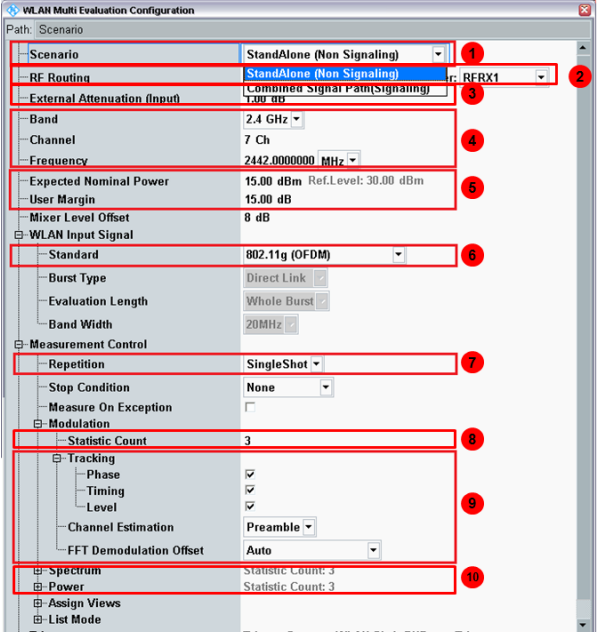 WLAN Multi Evaluation Configuration
Path: Scenario
Scenario StandAlone (Non Signaling) 1
StandAlone (Non Signaling)
RF Routing r: RFRX1 2
Combined Signal Path(Signaling)
External Attenuation (Input) 1.00 dB 3
Band 2.4 GHz
Channel 7 Ch 4
Frequency 2442.0000000 MHz
Expected Nominal Power 15.00 dBm Ref.Level: 30.00 dBm
5
User Margin 15.00 dB
Mixer Level Offset 8 dB
WLAN Input Signal
Standard 802.11g (OFDM) 6
Burst Type Direct Link
Evaluation Length Whole Burst
Band Width 20MHz
Measurement Control
Repetition SingleShot 7
Stop Condition None
Measure On Exception
Modulation
Statistic Count 3 8
Tracking
Phase
Timing
Level 9
Channel Estimation Preamble
FFT Demodulation Offset Auto
Spectrum Statistic Count: 3
10
Power Statistic Count: 3
Assign Views
List Mode